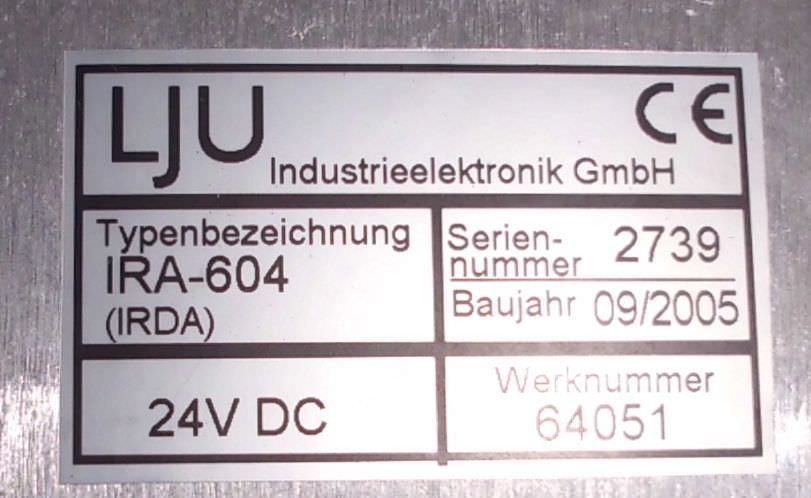 LJU
CE
Industrieelektronik GmbH
Typenbezeichnung
IRA-604
(IRDA)
Serien-
nummer 2739
Baujahr 09/2005
24V DC
Werknummer
64051